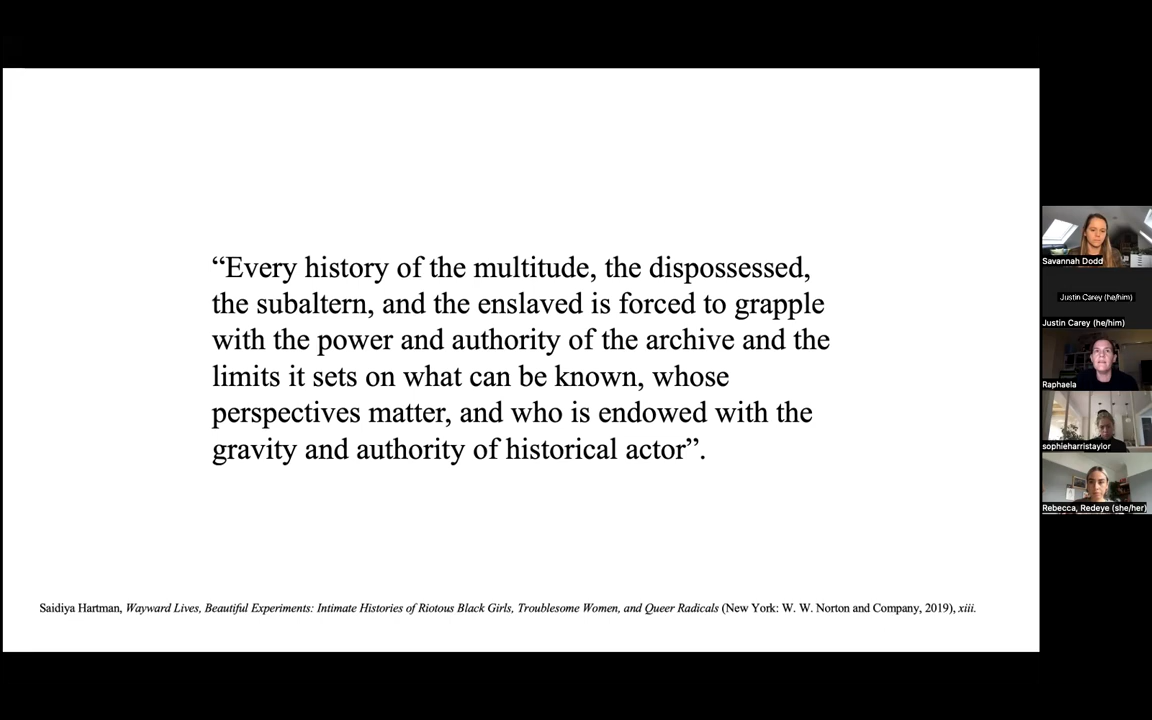 “Every history of the multitude, the dispossessed,
the subaltern, and the enslaved is forced to grapple
with the power and authority of the archive and the
limits it sets on what can be known, whose
perspectives matter, and who is endowed with the
gravity and authority of historical actor”.
Saidiya Hartman, Wayward Lives, Beautiful Experiments: Intimate Histories of Riotous Black Girls, Troublesome Women, and Queer Radicals (New York: W. W. Norton and Company, 2019), xiii.
Savannah Dodd
Justin Carey (he/him)
Justin Carey (he/him)
Raphaela
sophieharristaylor
Rebecca, Redeye (she/her)